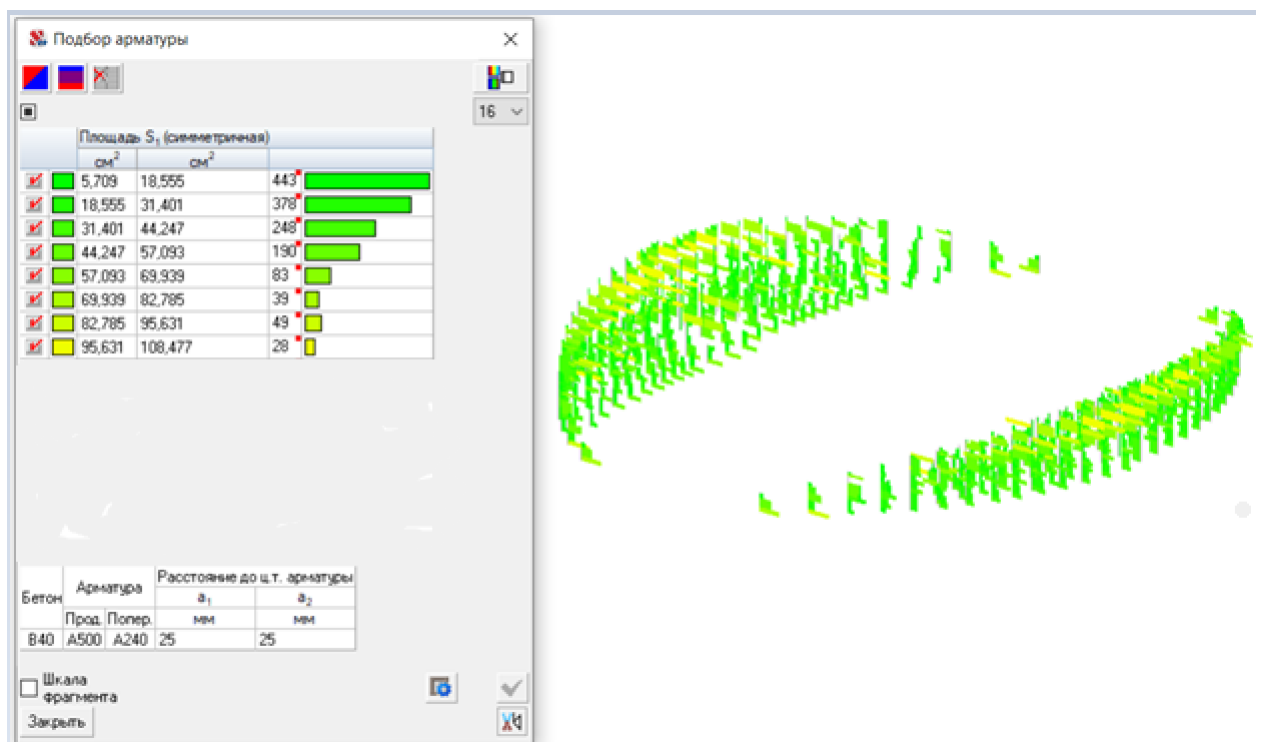 Подбор арматуры
16
Площадь S₁ (симметричная)
см² см²
5,709 18,555 443
18,555 31,401 378
31,401 44,247 248
44,247 57,093 190
57,093 69,939 83
69,939 82,785 39
82,785 95,631 49
95,631 108,477 28
Бетон Арматура Расстояние до ц.т. арматуры
a₁ a₂
Прод. Попер. мм мм
B40 A500 A240 25 25
Шкала
фрагмента
Закрыть